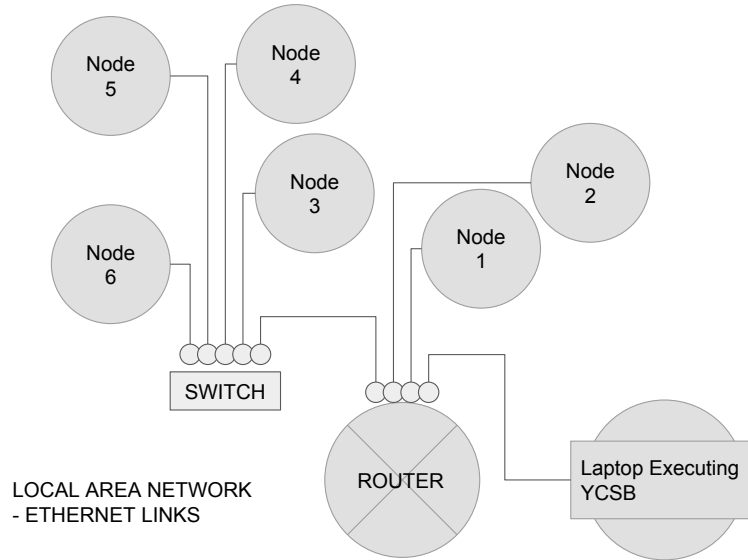 Node
5
Node
4
Node
3
Node
2
Node
1
Node
6
SWITCH
ROUTER
Laptop Executing
YCSB
LOCAL AREA NETWORK
- ETHERNET LINKS